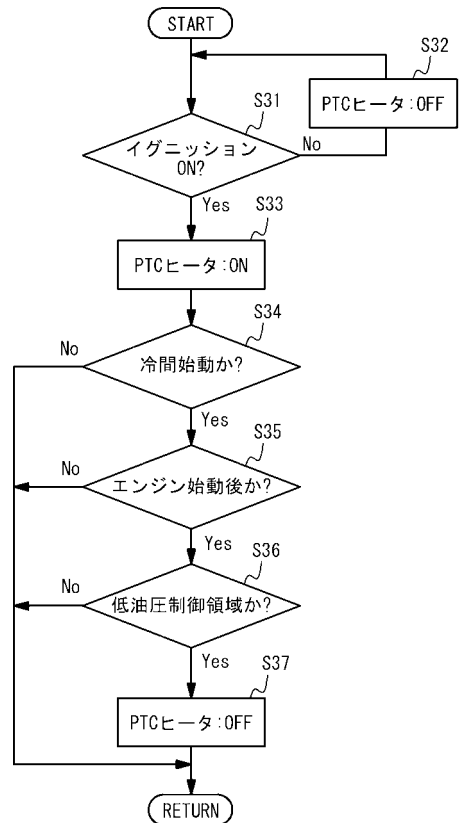 START
S32
PTCヒータ:OFF
S31
イグニッション
ON?
No
Yes
S33
PTCヒータ:ON
S34
No
冷間始動か?
Yes
S35
No
エンジン始動後か?
Yes
S36
No
低油圧制御領域か?
Yes
S37
PTCヒータ:OFF
RETURN